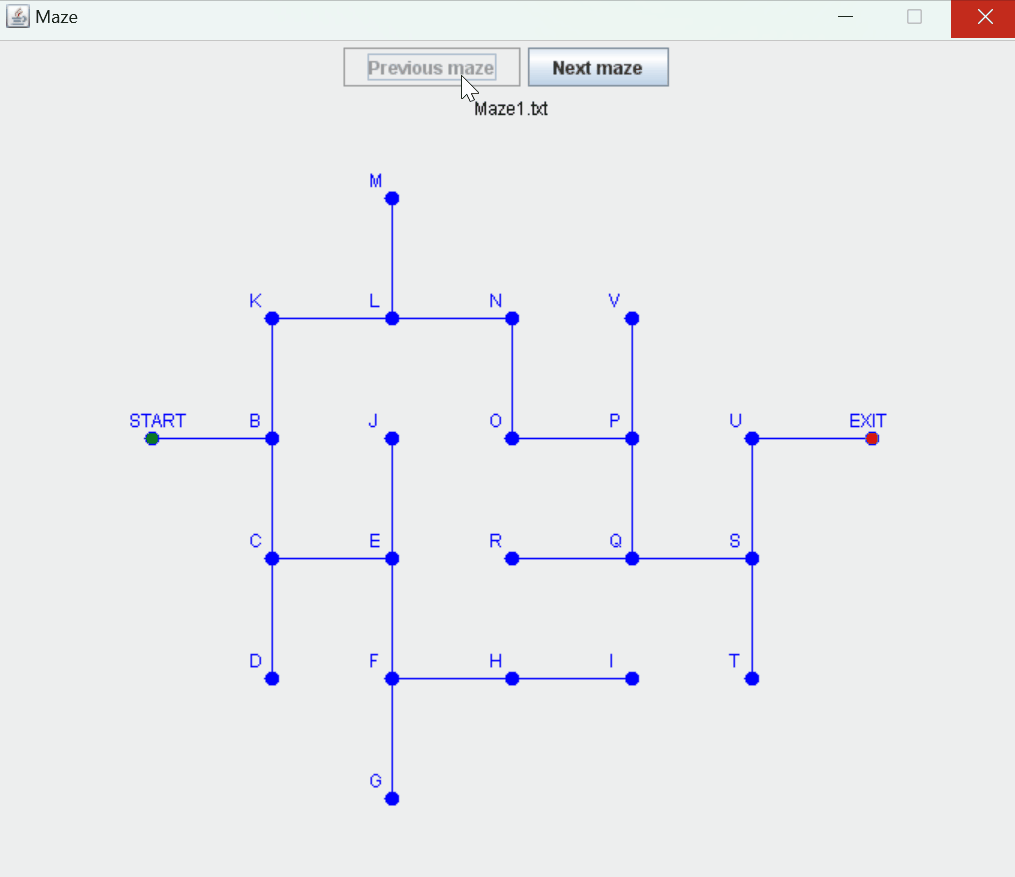 Maze
Previous maze Next maze
Maze1.txt
M
K L N V
START B J O P U EXIT
C E R Q S
D F H I T
G